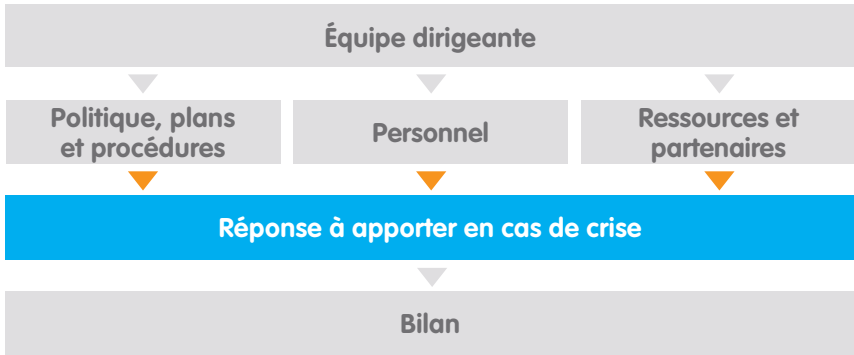 Équipe dirigeante
Politique, plans
et procédures
Personnel
Ressources et
partenaires
Réponse à apporter en cas de crise
Bilan